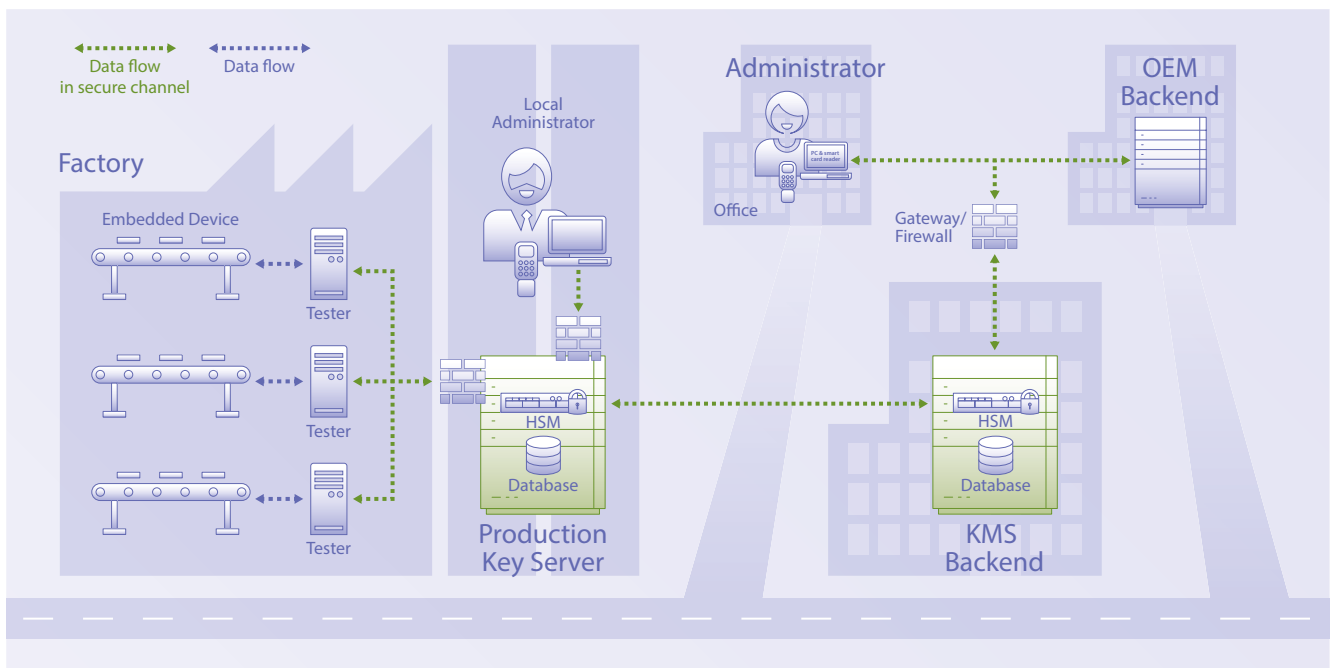 Data flow
in secure channel
Data flow
Administrator
OEM
Backend
Local
Administrator
PC & smart
card reader
Factory
Office
Gateway/
Firewall
Embedded Device
Tester
Tester
Tester
HSM
Database
Production
Key Server
HSM
Database
KMS
Backend